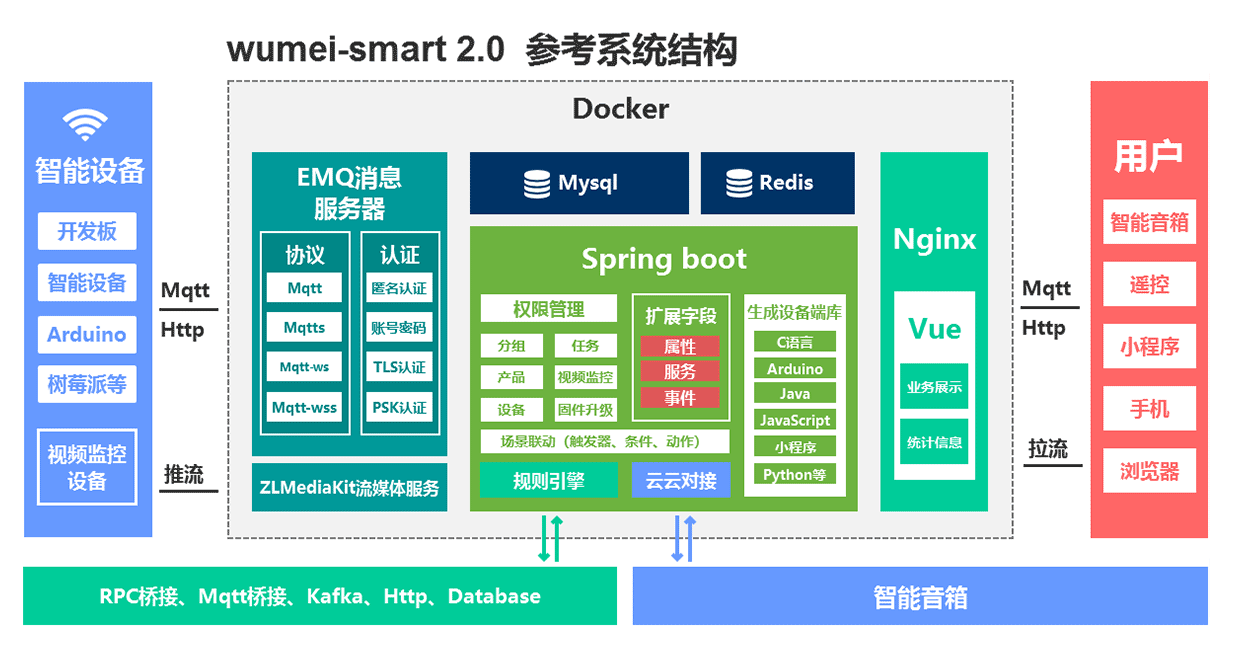 wumei-smart 2.0 参考系统结构
智能设备
开发板
智能设备
Arduino
树莓派等
视频监控
设备
Mqtt
Http
推流
Docker
EMQ消息
服务器
协议
Mqtt
Mqtts
Mqtt-ws
Mqtt-wss
认证
匿名认证
账号密码
TLS认证
PSK认证
ZLMediaKit流媒体服务
Mysql
Redis
Spring boot
权限管理
分组
任务
产品
视频监控
设备
固件升级
扩展字段
属性
服务
事件
场景联动（触发器、条件、动作）
规则引擎
云云对接
生成设备端库
C语言
Arduino
Java
JavaScript
小程序
Python等
Nginx
Vue
业务展示
统计信息
Mqtt
Http
拉流
用户
智能音箱
遥控
小程序
手机
浏览器
RPC桥接、Mqtt桥接、Kafka、Http、Database
智能音箱